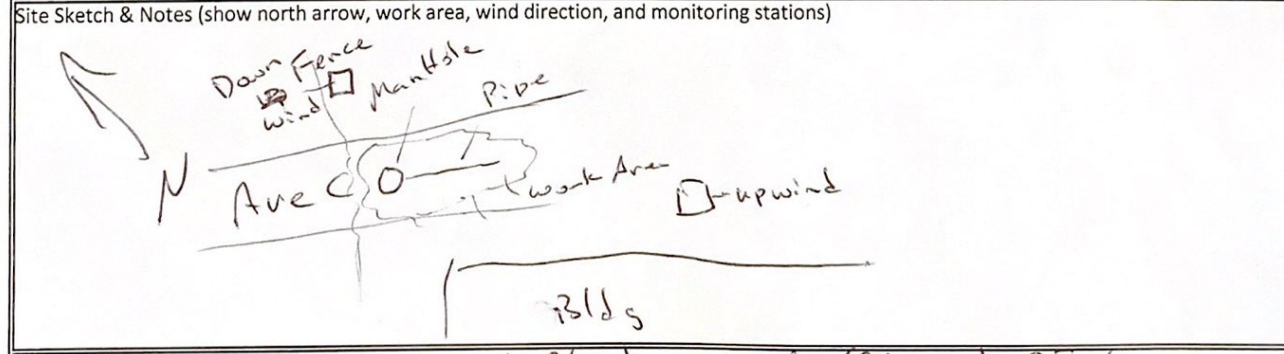 Site Sketch & Notes (show north arrow, work area, wind direction, and monitoring stations)
Down
wind
Fence
Manhole
Pipe
N
Ave C
Work Area
upwind
Bldg